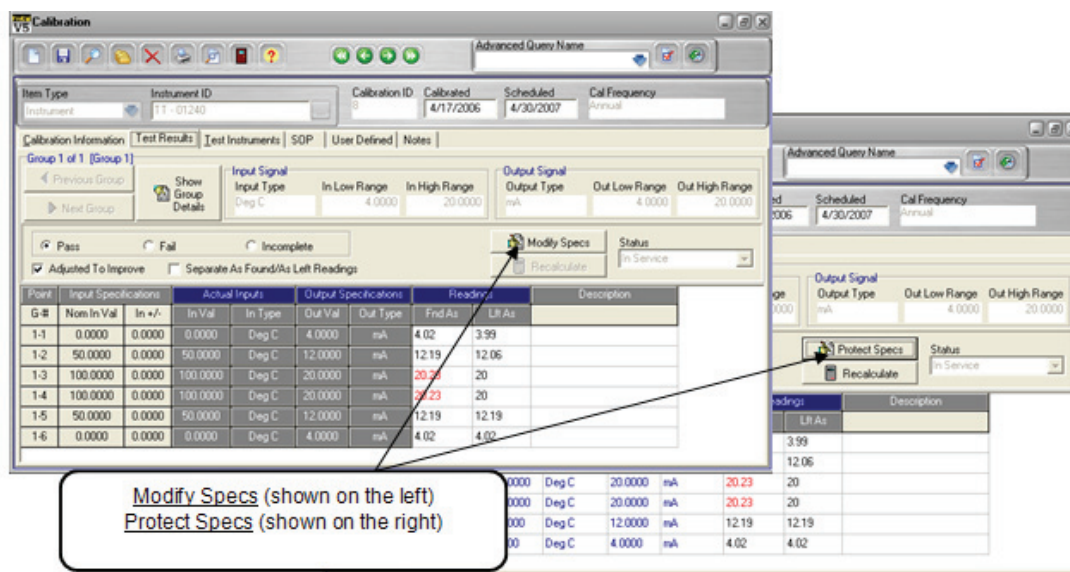 V5 Calibration
Advanced Query Name
Item Type Instrument ID Calibration ID Calibrated Scheduled Cal Frequency
Instrument TT - 01240 8 4/17/2006 4/30/2007 Annual
Calibration Information Test Results Test Instruments SOP User Defined Notes
Group 1 of 1 [Group 1]
Previous Group
Next Group
Show Group Details
Input Signal
Input Type In Low Range In High Range
Deg C 4.0000 20.0000
Output Signal
Output Type Out Low Range Out High Range
mA 4.0000 20.0000
Pass Fail Incomplete
Adjusted To Improve Separate As Found/As Left Readings
Modify Specs
Recalculate
Status
In Service
Point Input Specifications Actual Inputs Output Specifications Readings Description
G-# Nom In Val In +/- In Val In Type Out Val Out Type Fnd As Lft As
1-1 0.0000 0.0000 0.0000 Deg C 4.0000 mA 4.02 3.99
1-2 50.0000 0.0000 50.0000 Deg C 12.0000 mA 12.19 12.06
1-3 100.0000 0.0000 100.0000 Deg C 20.0000 mA 20.23 20
1-4 100.0000 0.0000 100.0000 Deg C 20.0000 mA 20.23 20
1-5 50.0000 0.0000 50.0000 Deg C 12.0000 mA 12.19 12.19
1-6 0.0000 0.0000 0.0000 Deg C 4.0000 mA 4.02 4.02
Advanced Query Name
Scheduled Cal Frequency
4/30/2007 Annual
Output Signal
Output Type Out Low Range Out High Range
mA 4.0000 20.0000
Protect Specs
Recalculate
Status
In Service
Description
Lft As
3.99
12.06
Deg C 20.0000 mA 20.23 20
Deg C 20.0000 mA 20.23 20
Deg C 12.0000 mA 12.19 12.19
Deg C 4.0000 mA 4.02 4.02
Modify Specs (shown on the left)
Protect Specs (shown on the right)